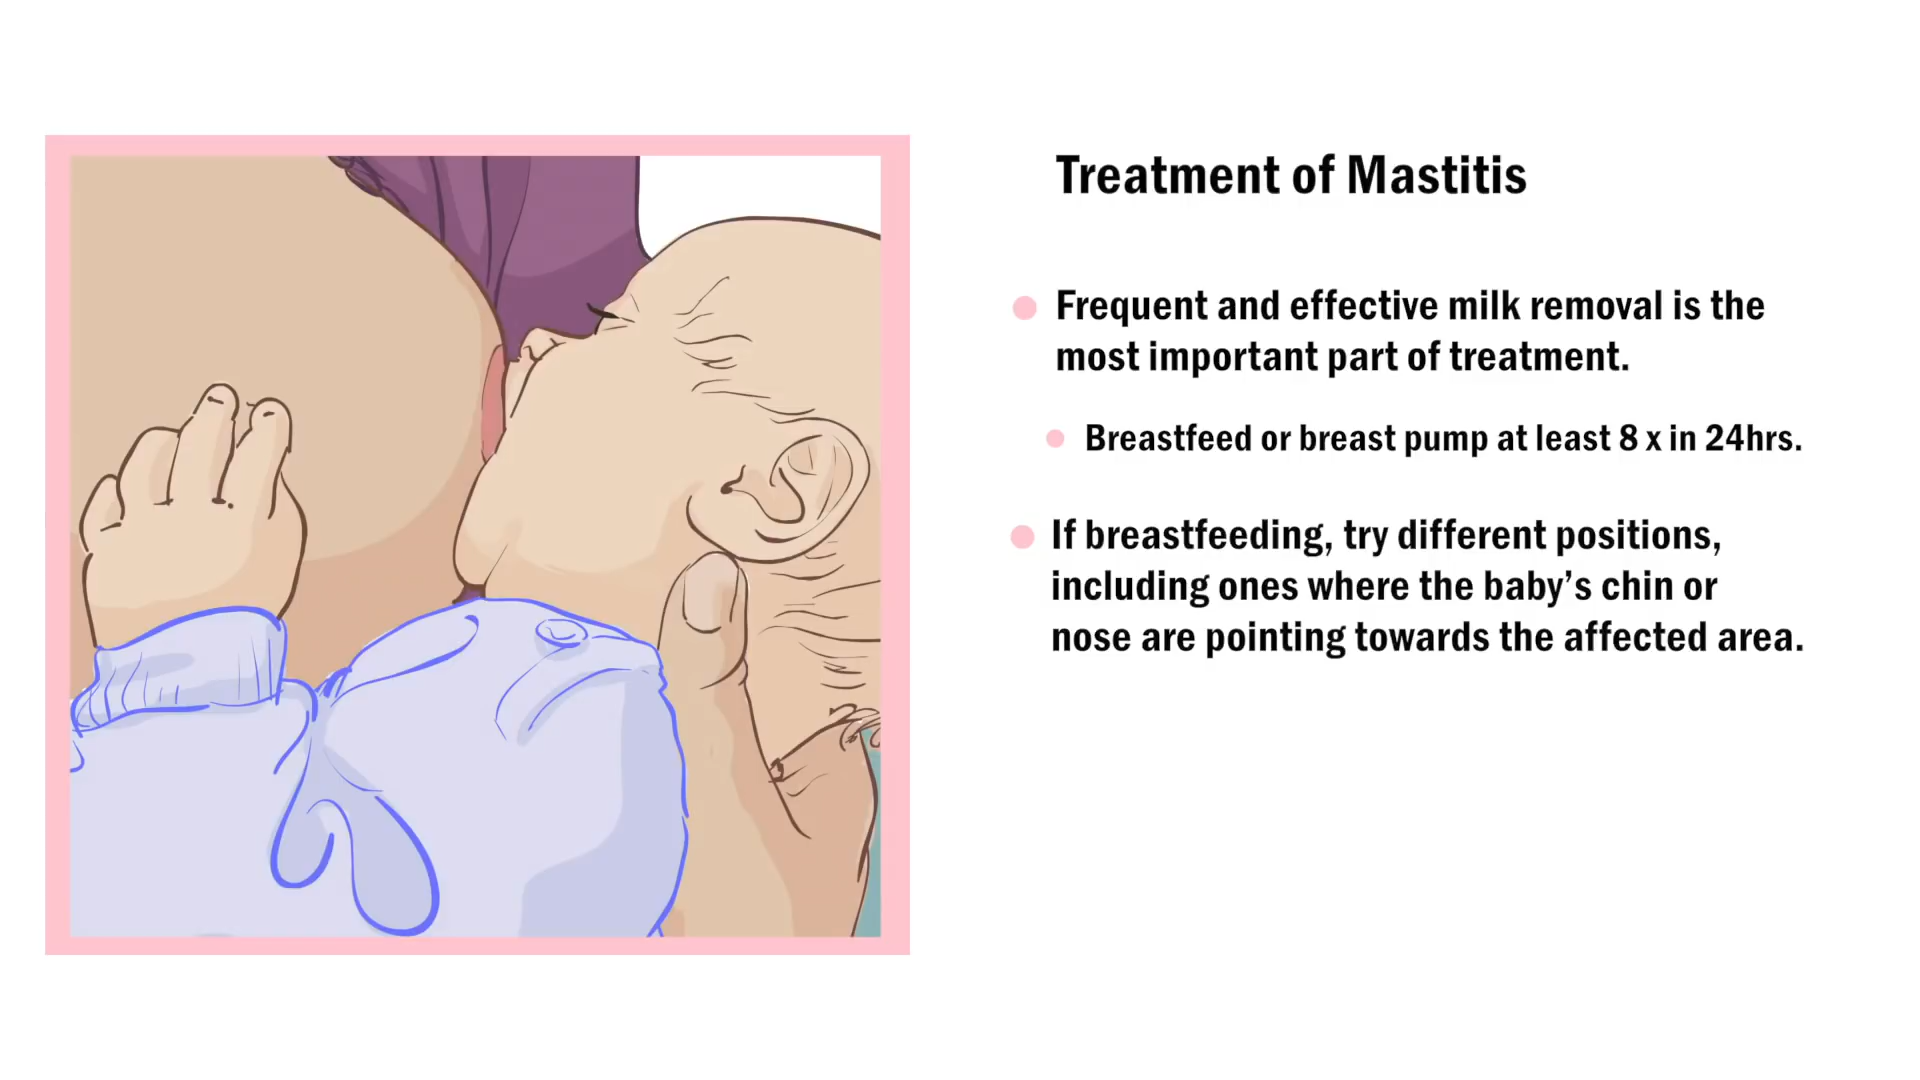 Treatment of Mastitis
Frequent and effective milk removal is the
most important part of treatment.
Breastfeed or breast pump at least 8 x in 24hrs.
If breastfeeding, try different positions,
including ones where the baby’s chin or
nose are pointing towards the affected area.